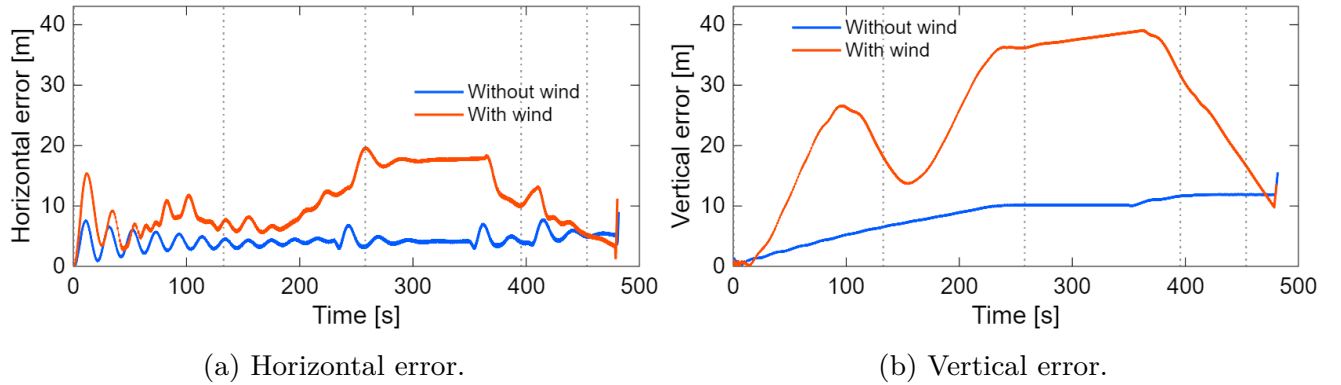 Horizontal error [m]
40
30
20
10
0
Without wind
With wind
0 100 200 300 400 500
Time [s]
(a) Horizontal error.
Vertical error [m]
40
30
20
10
0
Without wind
With wind
0 100 200 300 400 500
Time [s]
(b) Vertical error.